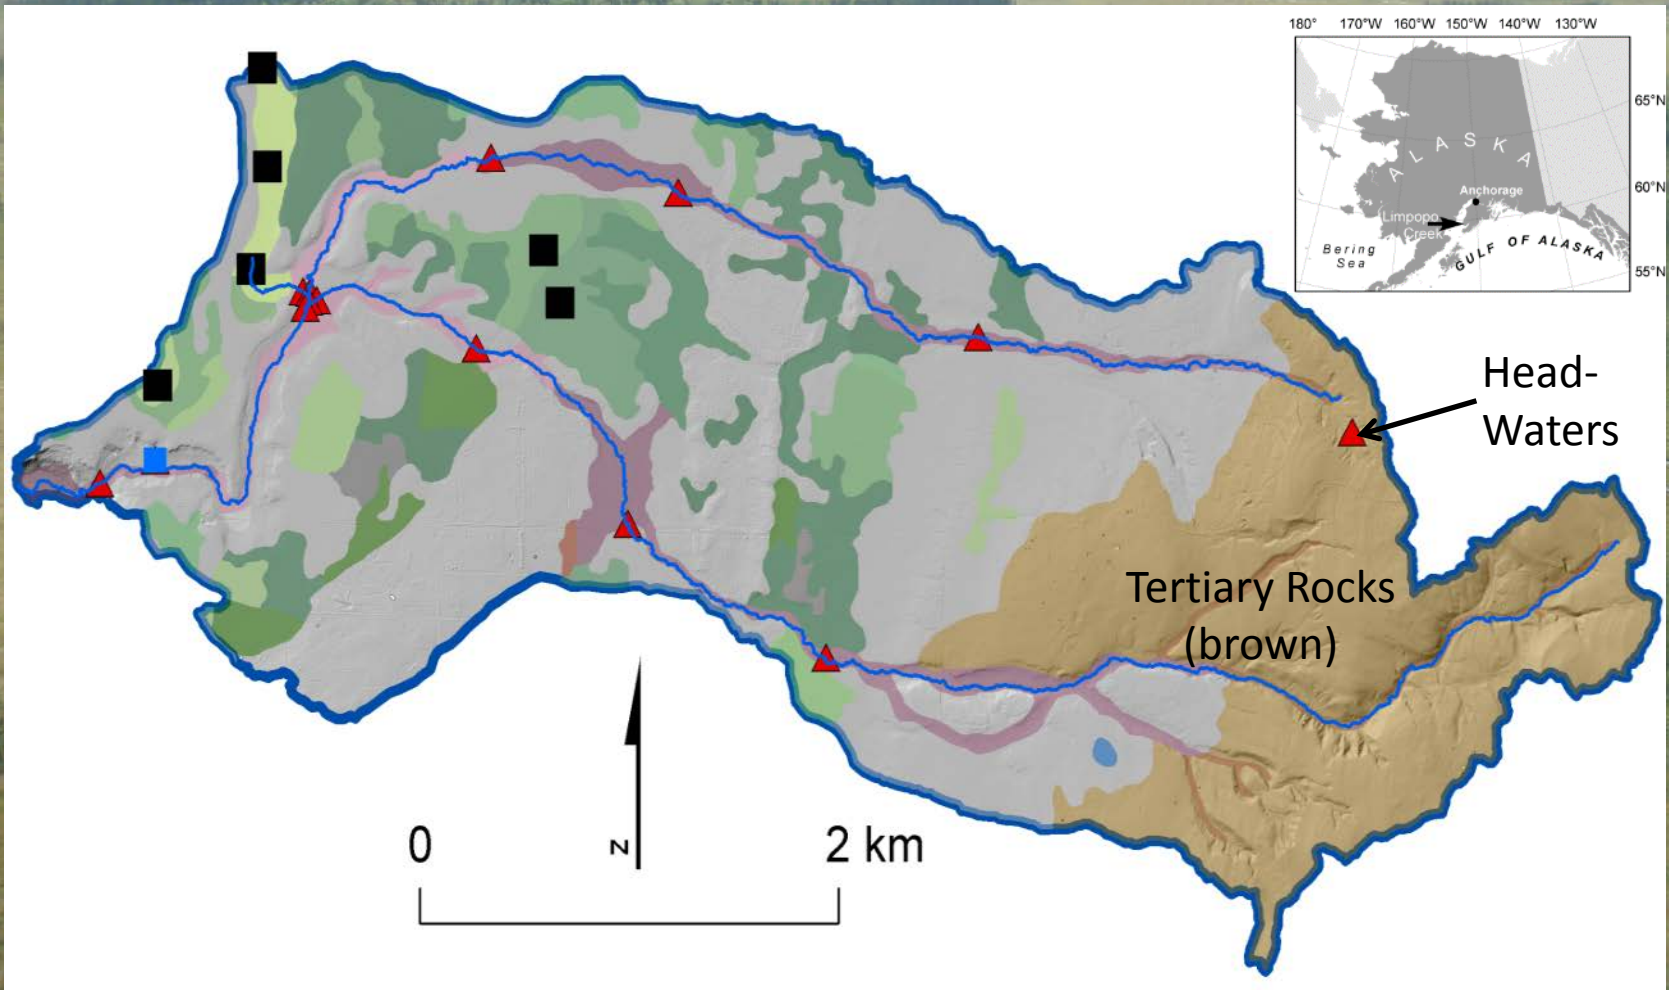 180° 170°W 160°W 150°W 140°W 130°W
65°N
60°N
55°N
A L A S K A
Anchorage
Limpopo
Creek
Bering
Sea
GULF OF ALASKA
Head-
Waters
Tertiary Rocks
(brown)
0 2 km
N